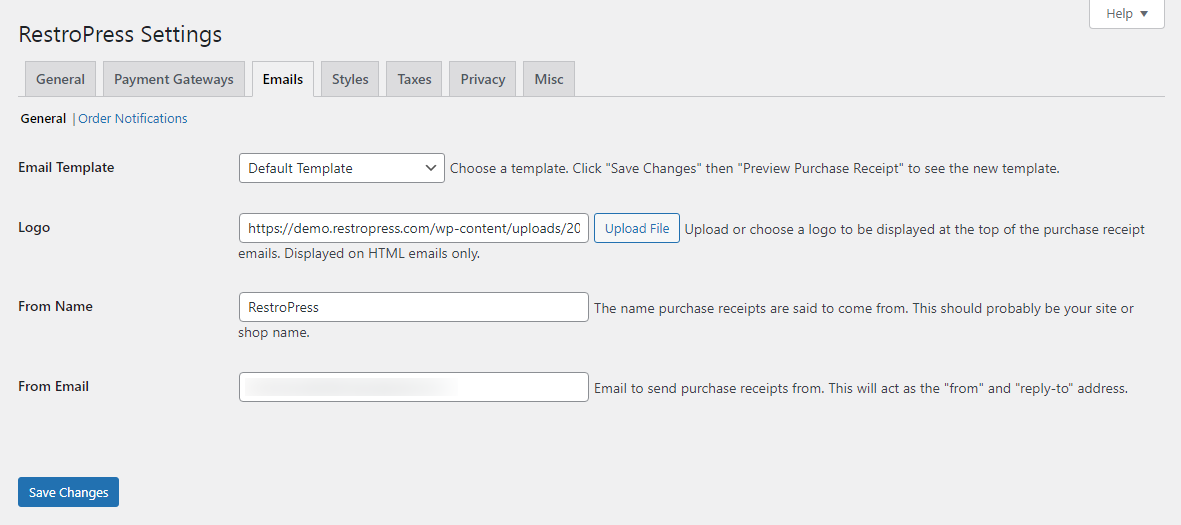 Help
RestroPress Settings
General Payment Gateways Emails Styles Taxes Privacy Misc
General | Order Notifications
Email Template Default Template Choose a template. Click "Save Changes" then "Preview Purchase Receipt" to see the new template.
Logo https://demo.restropress.com/wp-content/uploads/20 Upload File Upload or choose a logo to be displayed at the top of the purchase receipt
emails. Displayed on HTML emails only.
From Name RestroPress The name purchase receipts are said to come from. This should probably be your site or
shop name.
From Email Email to send purchase receipts from. This will act as the "from" and "reply-to" address.
Save Changes